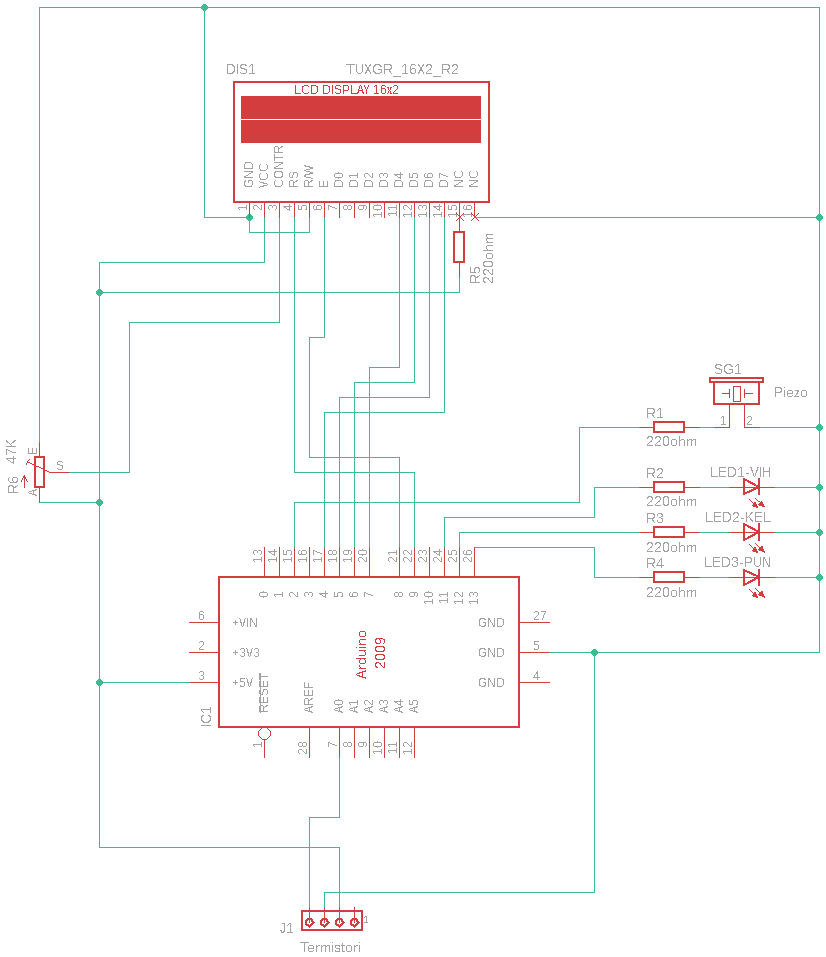 DIS1 TUXGR_16X2_R2
LCD DISPLAY 16x2
GND VCC CONTR RS R/W E D0 D1 D2 D3 D4 D5 D6 D7 NC NC
1 2 3 4 5 6 7 8 9 10 11 12 13 14 15 16
R5
220ohm
SG1
Piezo
1 2
R1
220ohm
R2
220ohm
LED1-VIH
R3
220ohm
LED2-KEL
R4
220ohm
LED3-PUN
R6 47K
E
S
A
13 14 15 16 17 18 19 20 21 22 23 24 25 26
0 1 2 3 4 5 6 7 8 9 10 11 12 13
6 +VIN
2 +3V3
3 +5V
GND 27
GND 5
GND 4
Arduino
2009
RESET AREF A0 A1 A2 A3 A4 A5
IC1
1 28 7 8 9 10 11 12
J1
1
Termistori